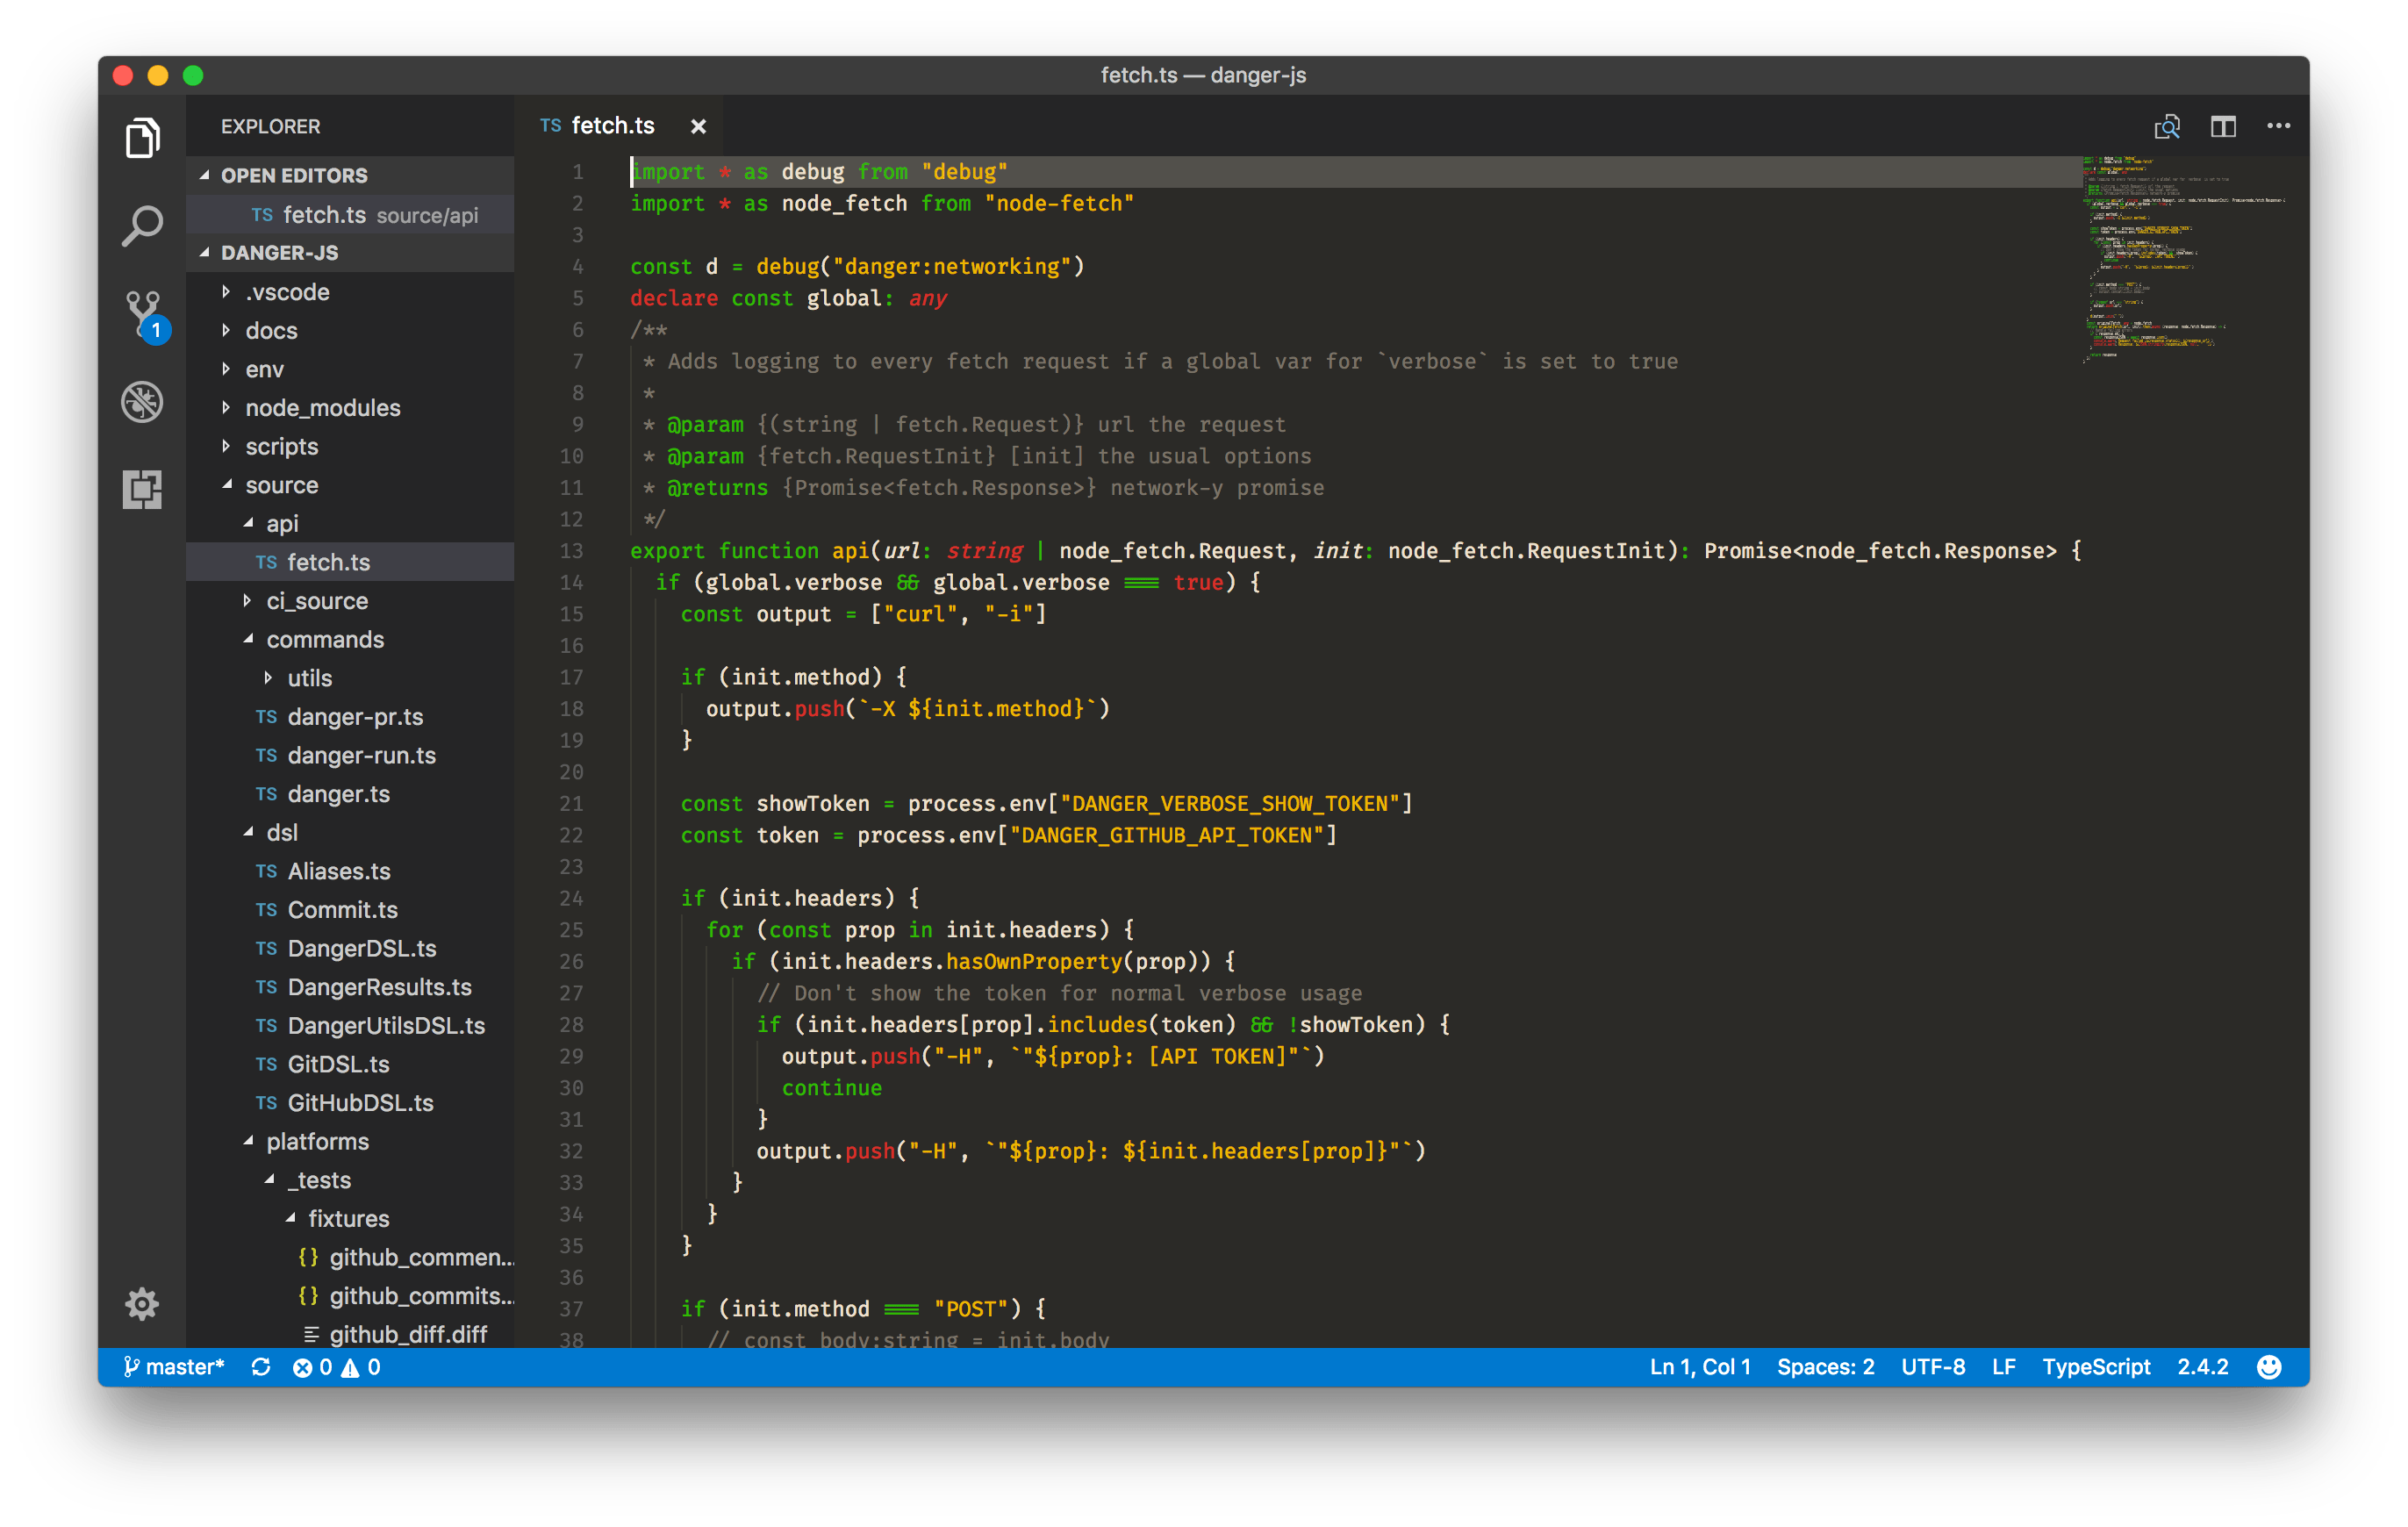 fetch.ts — danger-js
EXPLORER
OPEN EDITORS
TS fetch.ts source/api
DANGER-JS
.vscode
docs
env
node_modules
scripts
source
api
TS fetch.ts
ci_source
commands
utils
TS danger-pr.ts
TS danger-run.ts
TS danger.ts
dsl
TS Aliases.ts
TS Commit.ts
TS DangerDSL.ts
TS DangerResults.ts
TS DangerUtilsDSL.ts
TS GitDSL.ts
TS GitHubDSL.ts
platforms
_tests
fixtures
{} github_commen...
{} github_commits...
github_diff.diff
1
TS fetch.ts ×
1 import * as debug from "debug"
2 import * as node_fetch from "node-fetch"
3
4 const d = debug("danger:networking")
5 declare const global: any
6 /**
7 * Adds logging to every fetch request if a global var for `verbose` is set to true
8 *
9 * @param {(string | fetch.Request)} url the request
10 * @param {fetch.RequestInit} [init] the usual options
11 * @returns {Promise<fetch.Response>} network-y promise
12 */
13 export function api(url: string | node_fetch.Request, init: node_fetch.RequestInit): Promise<node_fetch.Response> {
14 if (global.verbose && global.verbose === true) {
15 const output = ["curl", "-i"]
16
17 if (init.method) {
18 output.push(`-X ${init.method}`)
19 }
20
21 const showToken = process.env["DANGER_VERBOSE_SHOW_TOKEN"]
22 const token = process.env["DANGER_GITHUB_API_TOKEN"]
23
24 if (init.headers) {
25 for (const prop in init.headers) {
26 if (init.headers.hasOwnProperty(prop)) {
27 // Don't show the token for normal verbose usage
28 if (init.headers[prop].includes(token) && !showToken) {
29 output.push("-H", `"${prop}: [API TOKEN]"`)
30 continue
31 }
32 output.push("-H", `"${prop}: ${init.headers[prop]}"`)
33 }
34 }
35 }
36
37 if (init.method === "POST") {
38 // const body:string = init.body
master* 0 0
Ln 1, Col 1 Spaces: 2 UTF-8 LF TypeScript 2.4.2